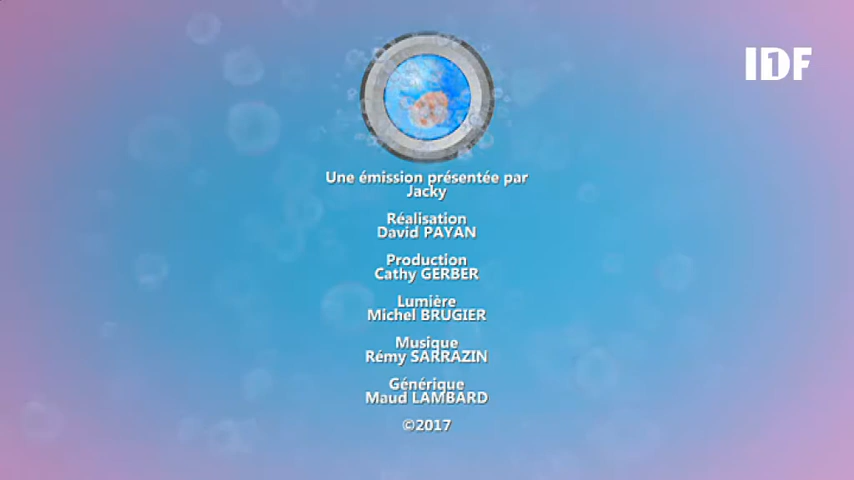 IDF
Une émission présentée par
Jacky
Réalisation
David PAYAN
Production
Cathy GERBER
Lumière
Michel BRUGIER
Musique
Rémy SARRAZIN
Générique
Maud LAMBARD
©2017